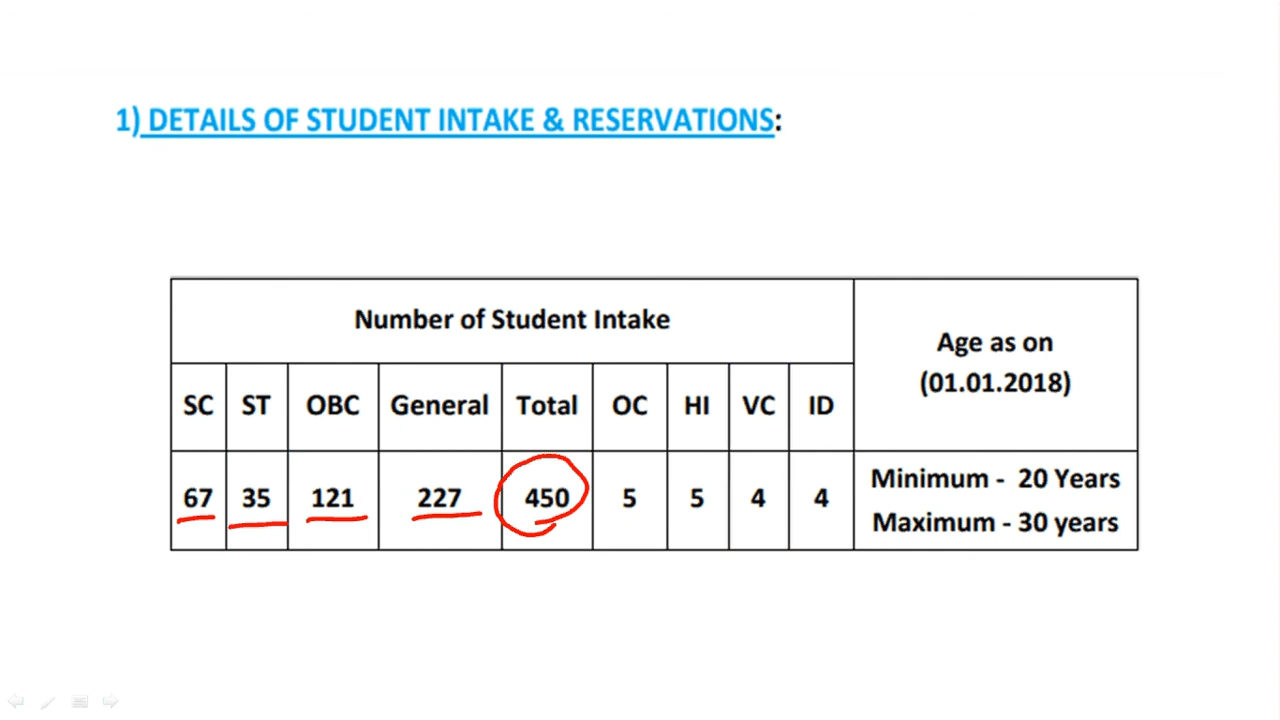 1) DETAILS OF STUDENT INTAKE & RESERVATIONS:
Number of Student Intake
Age as on
(01.01.2018)
SC ST OBC General Total OC HI VC ID
67 35 121 227 450 5 5 4 4
Minimum - 20 Years
Maximum - 30 years